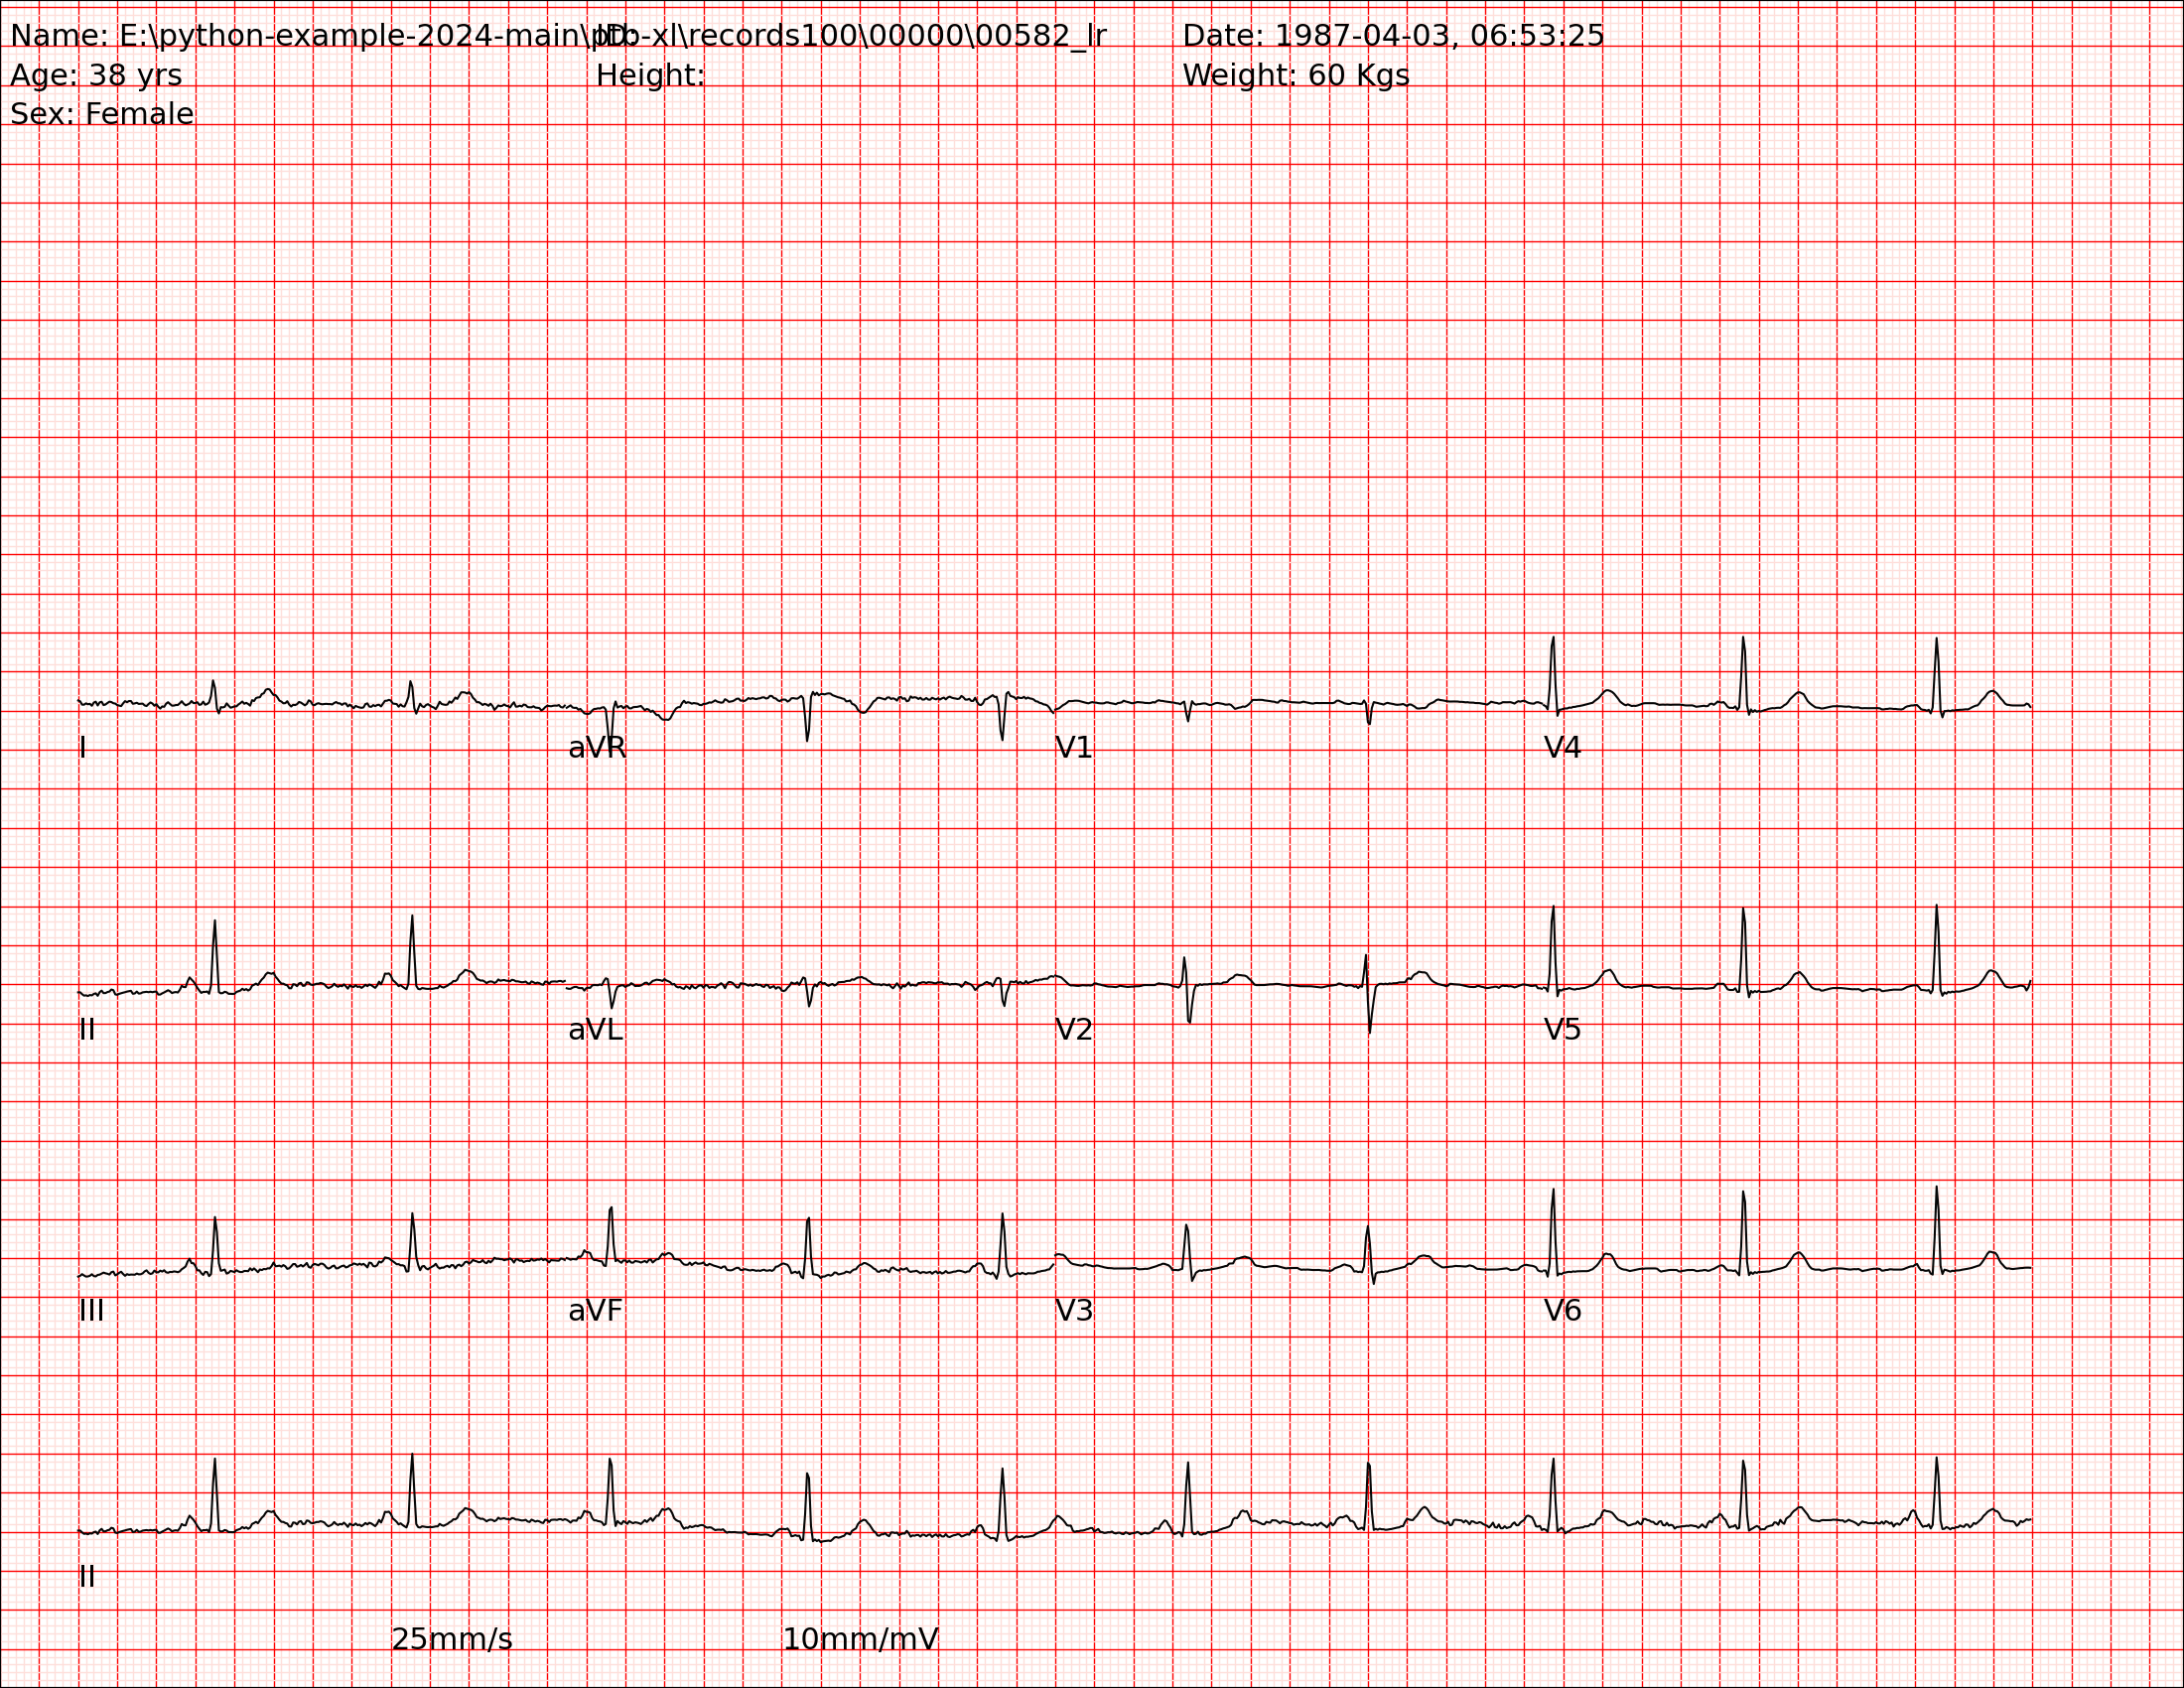 Name: E:\python-example-2024-main\ptb-xl\records100\00000\00582_lr ID: Date: 1987-04-03, 06:53:25
Age: 38 yrs Height: Weight: 60 Kgs
Sex: Female
I aVR V1 V4
II aVL V2 V5
III aVF V3 V6
II
25mm/s 10mm/mV